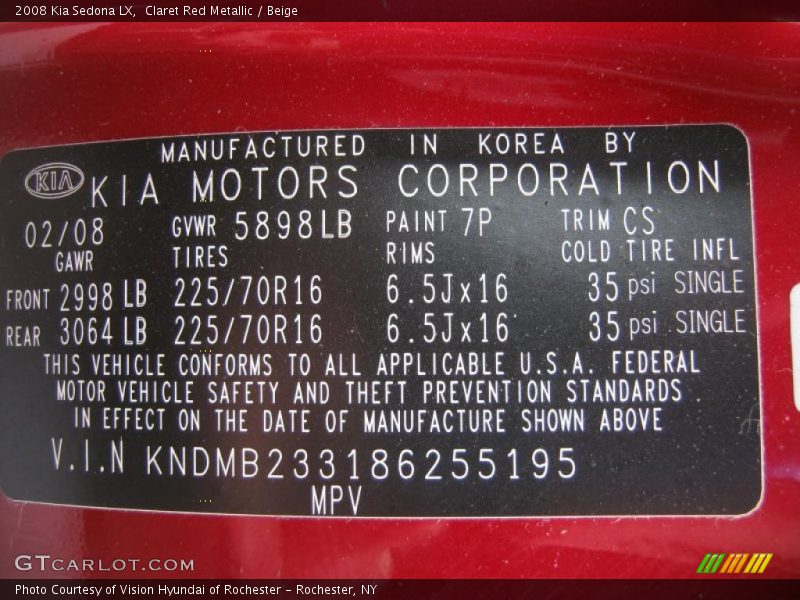 2008 Kia Sedona LX, Claret Red Metallic / Beige
MANUFACTURED IN KOREA BY
KIA KIA MOTORS CORPORATION
02/08 GVWR 5898LB PAINT 7P TRIM CS
GAWR TIRES RIMS COLD TIRE INFL
FRONT 2998 LB 225/70R16 6.5Jx16 35 psi SINGLE
REAR 3064 LB 225/70R16 6.5Jx16 35 psi SINGLE
THIS VEHICLE CONFORMS TO ALL APPLICABLE U.S.A. FEDERAL
MOTOR VEHICLE SAFETY AND THEFT PREVENTION STANDARDS
IN EFFECT ON THE DATE OF MANUFACTURE SHOWN ABOVE
V.I.N KNDMB233186255195
MPV
GTCARLOT.COM
Photo Courtesy of Vision Hyundai of Rochester - Rochester, NY